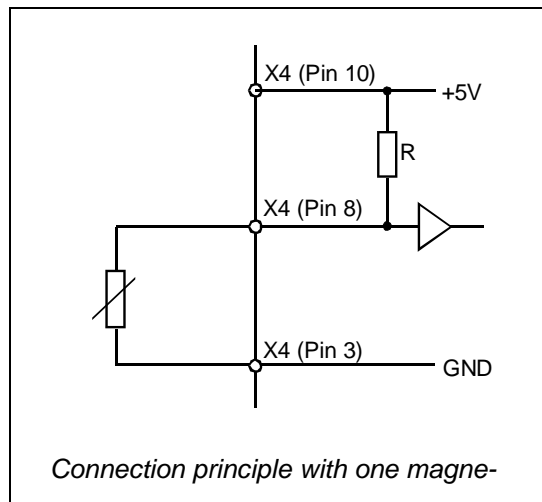 X4 (Pin 10)
+5V
R
X4 (Pin 8)
X4 (Pin 3)
GND
Connection principle with one magne-